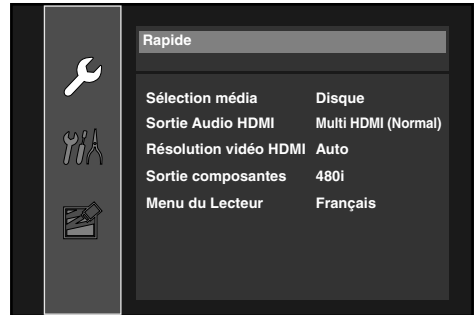 Rapide
Sélection média Disque
Sortie Audio HDMI Multi HDMI (Normal)
Résolution vidéo HDMI Auto
Sortie composantes 480i
Menu du Lecteur Français